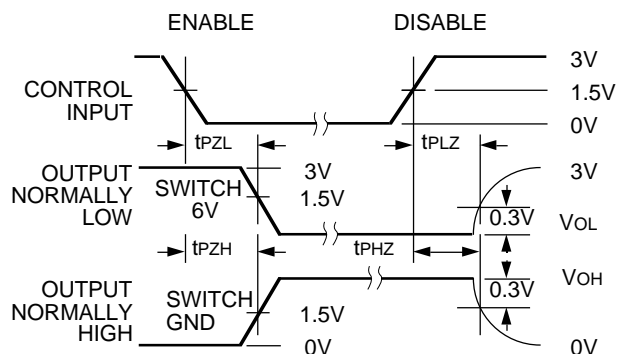 ENABLE DISABLE
3V
CONTROL
INPUT
1.5V
0V
tPZL tPLZ
OUTPUT
NORMALLY
LOW
SWITCH
6V
3V
1.5V
3V
0.3V
VOL
tPZH tPHZ
OUTPUT
NORMALLY
HIGH
SWITCH
GND
1.5V
0V
VOH
0.3V
0V